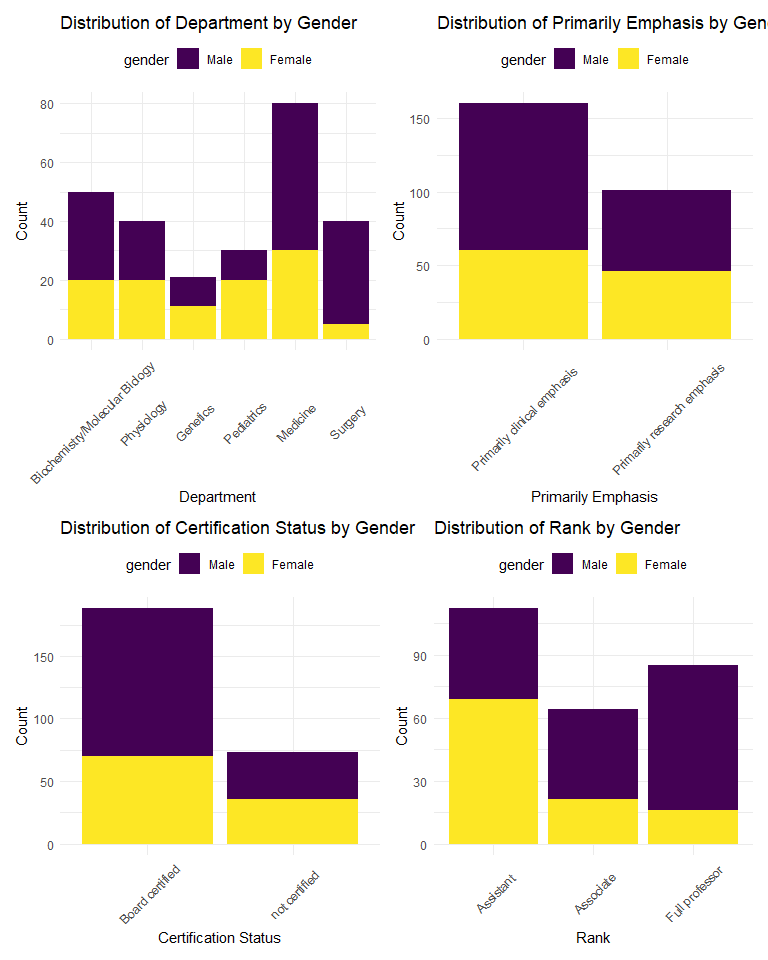 Distribution of Department by Gender
gender Male Female
80
60
40
20
0
Count
Biochemistry/Molecular Biology
Physiology
Genetics
Pediatrics
Medicine
Surgery
Department
Distribution of Primarily Emphasis by Gen
gender Male Female
150
100
50
0
Count
Primarily clinical emphasis
Primarily research emphasis
Primarily Emphasis
Distribution of Certification Status by Gender
gender Male Female
150
100
50
0
Count
Board certified
not certified
Certification Status
Distribution of Rank by Gender
gender Male Female
90
60
30
0
Count
Assistant
Associate
Full professor
Rank